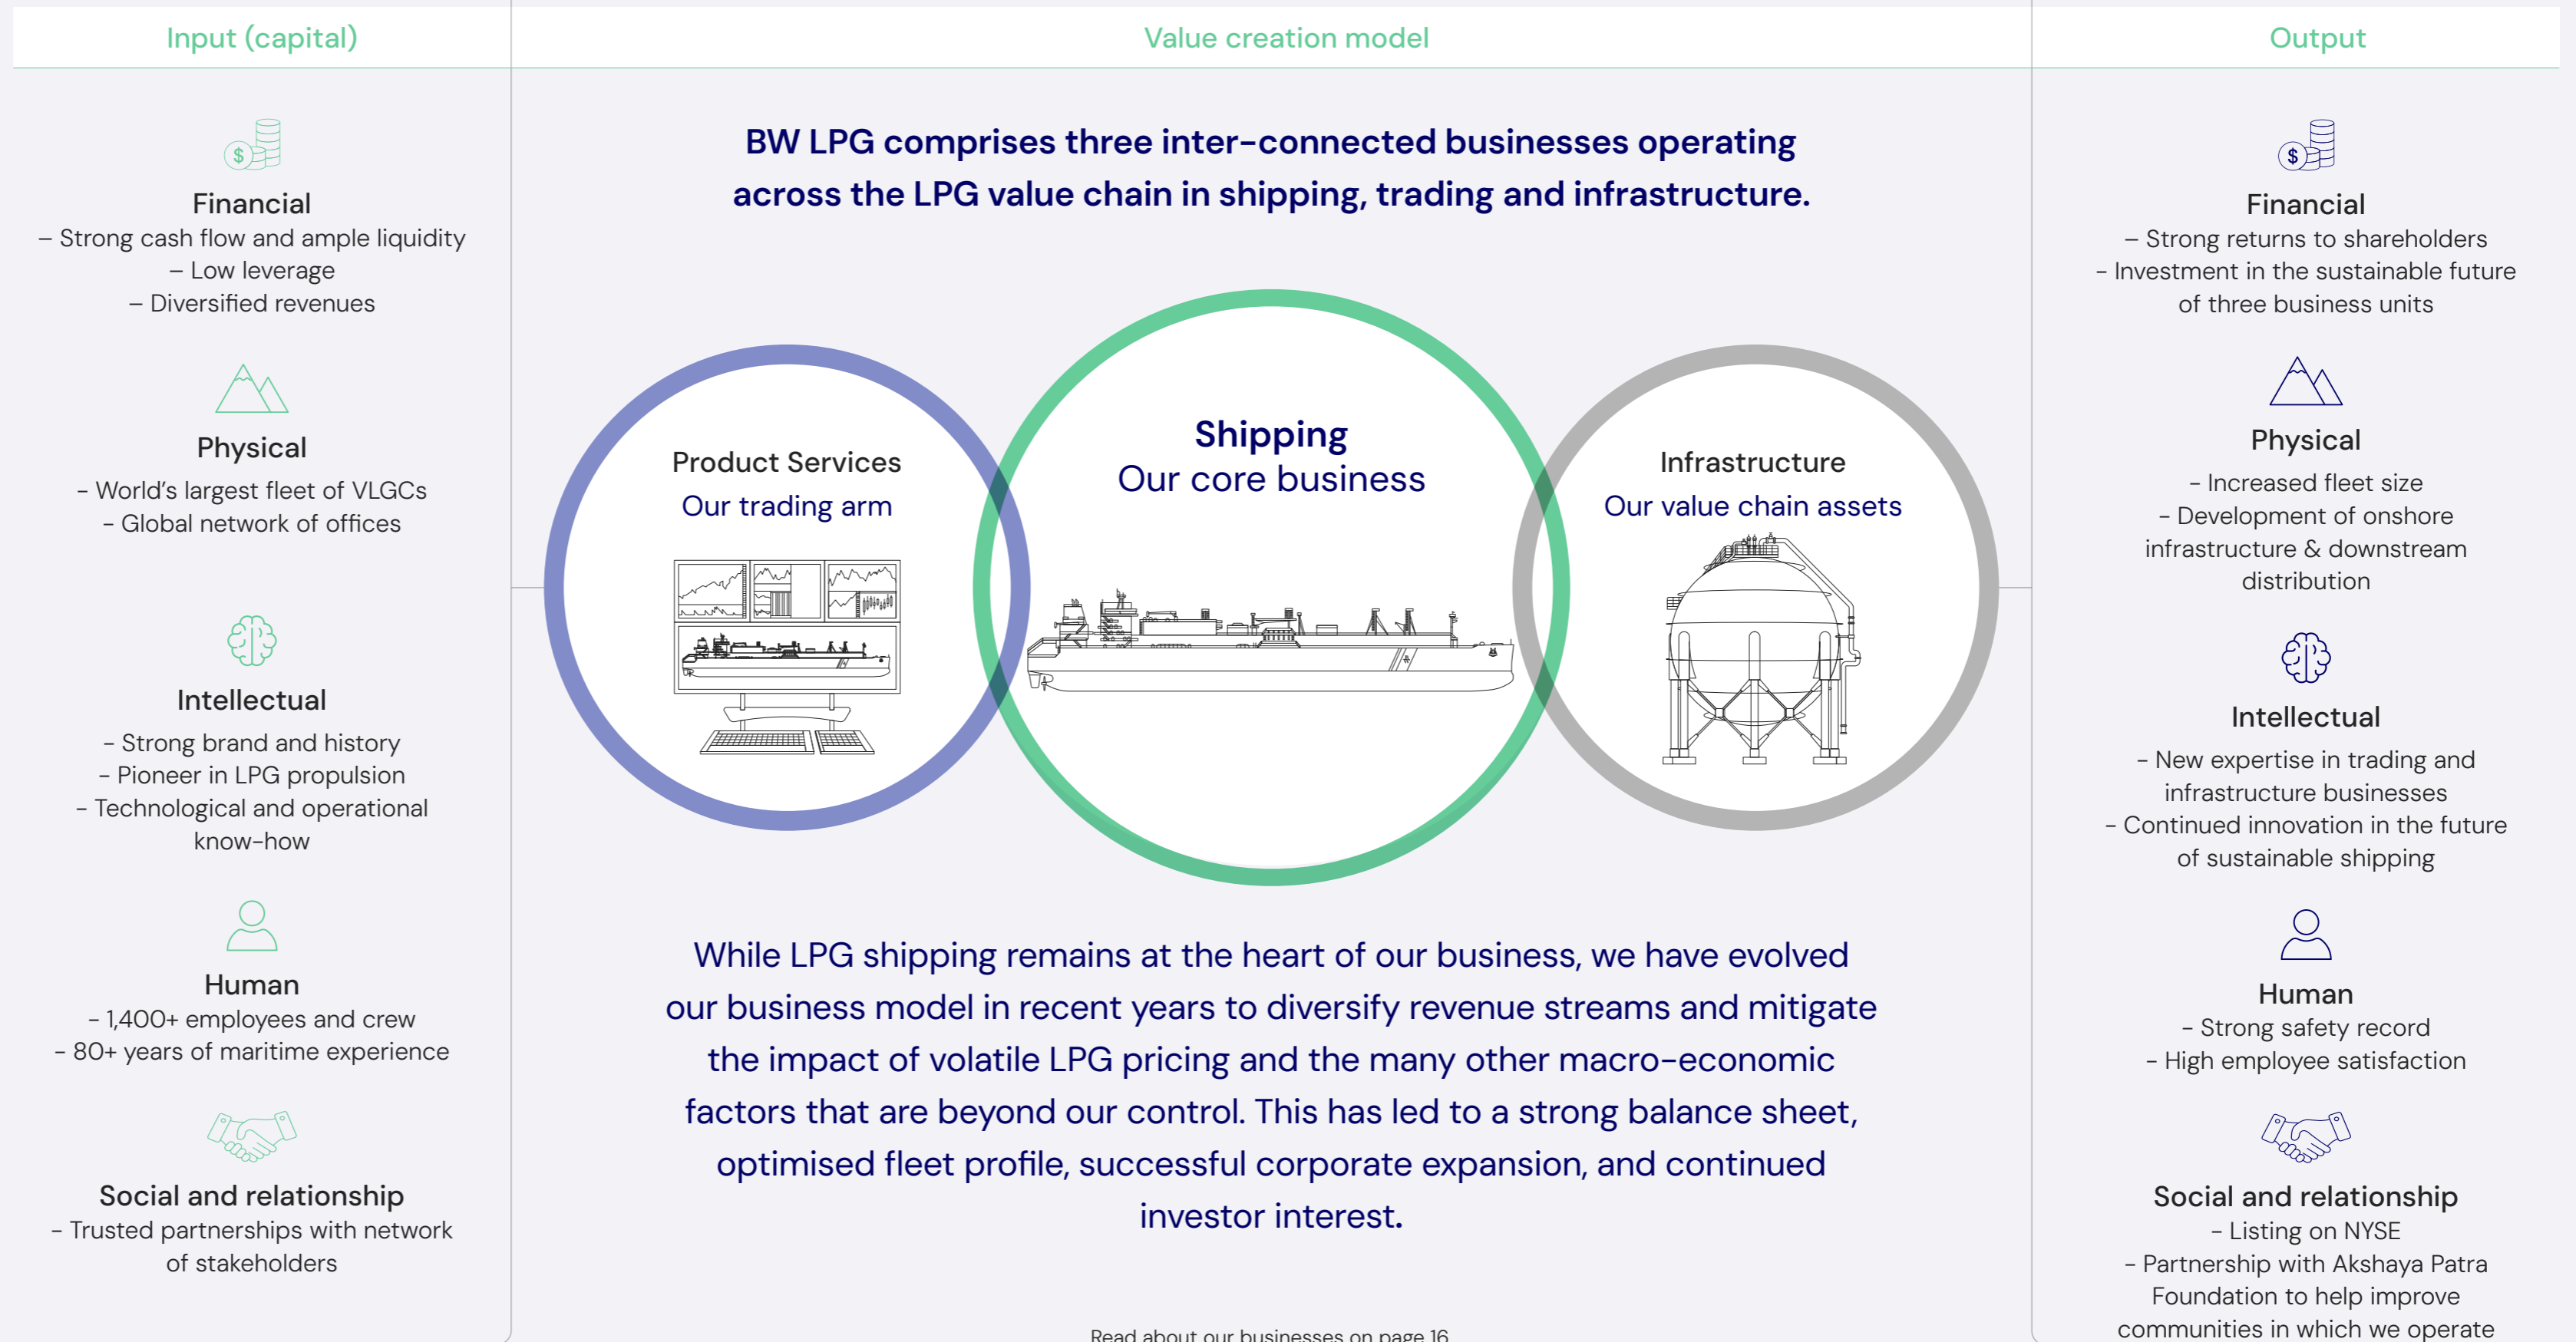 Input (capital)
Value creation model
Output
Financial
– Strong cash flow and ample liquidity
– Low leverage
– Diversified revenues
Physical
- World's largest fleet of VLGCs
- Global network of offices
Intellectual
- Strong brand and history
- Pioneer in LPG propulsion
- Technological and operational
know-how
Human
- 1,400+ employees and crew
- 80+ years of maritime experience
Social and relationship
- Trusted partnerships with network
of stakeholders
BW LPG comprises three inter-connected businesses operating
across the LPG value chain in shipping, trading and infrastructure.
Product Services
Our trading arm
Shipping
Our core business
Infrastructure
Our value chain assets
While LPG shipping remains at the heart of our business, we have evolved
our business model in recent years to diversify revenue streams and mitigate
the impact of volatile LPG pricing and the many other macro-economic
factors that are beyond our control. This has led to a strong balance sheet,
optimised fleet profile, successful corporate expansion, and continued
investor interest.
Read about our businesses on page 16
Financial
– Strong returns to shareholders
- Investment in the sustainable future
of three business units
Physical
- Increased fleet size
- Development of onshore
infrastructure & downstream
distribution
Intellectual
- New expertise in trading and
infrastructure businesses
- Continued innovation in the future
of sustainable shipping
Human
- Strong safety record
- High employee satisfaction
Social and relationship
- Listing on NYSE
- Partnership with Akshaya Patra
Foundation to help improve
communities in which we operate